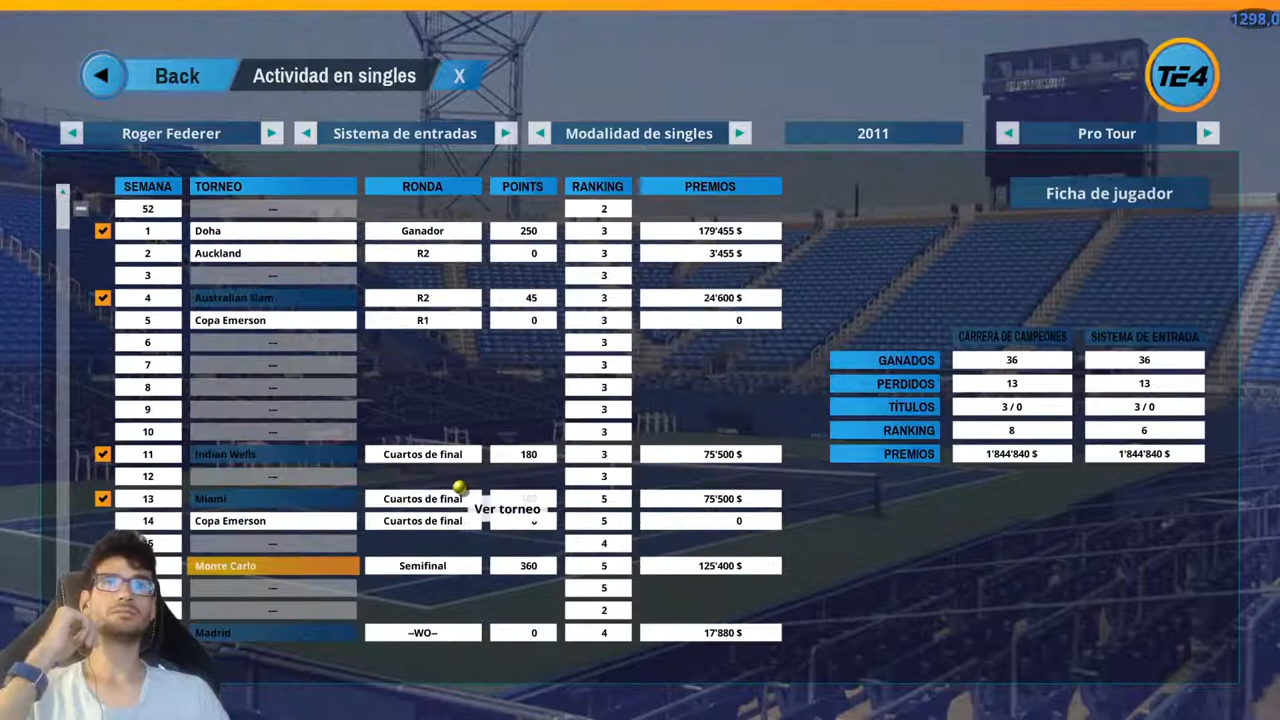 1298,0
Back Actividad en singles X
TE4
Roger Federer Sistema de entradas Modalidad de singles 2011 Pro Tour
SEMANA TORNEO RONDA POINTS RANKING PREMIOS
Ficha de jugador
52 --- 2
1 Doha Ganador 250 3 179'455 $
2 Auckland R2 0 3 3'455 $
3 --- 3
4 Australian Slam R2 45 3 24'600 $
5 Copa Emerson R1 0 3 0
6 --- 3
7 --- 3
8 --- 3
9 --- 3
10 --- 3
11 Indian Wells Cuartos de final 180 3 75'500 $
12 --- 3
13 Miami Cuartos de final 180 5 75'500 $
Ver torneo
14 Copa Emerson Cuartos de final 0 5 0
5 --- 4
Monte Carlo Semifinal 360 5 125'400 $
--- 5
--- 2
Madrid --WO-- 0 4 17'880 $
CARRERA DE CAMPEONES SISTEMA DE ENTRADA
GANADOS 36 36
PERDIDOS 13 13
TÍTULOS 3 / 0 3 / 0
RANKING 8 6
PREMIOS 1'844'840 $ 1'844'840 $